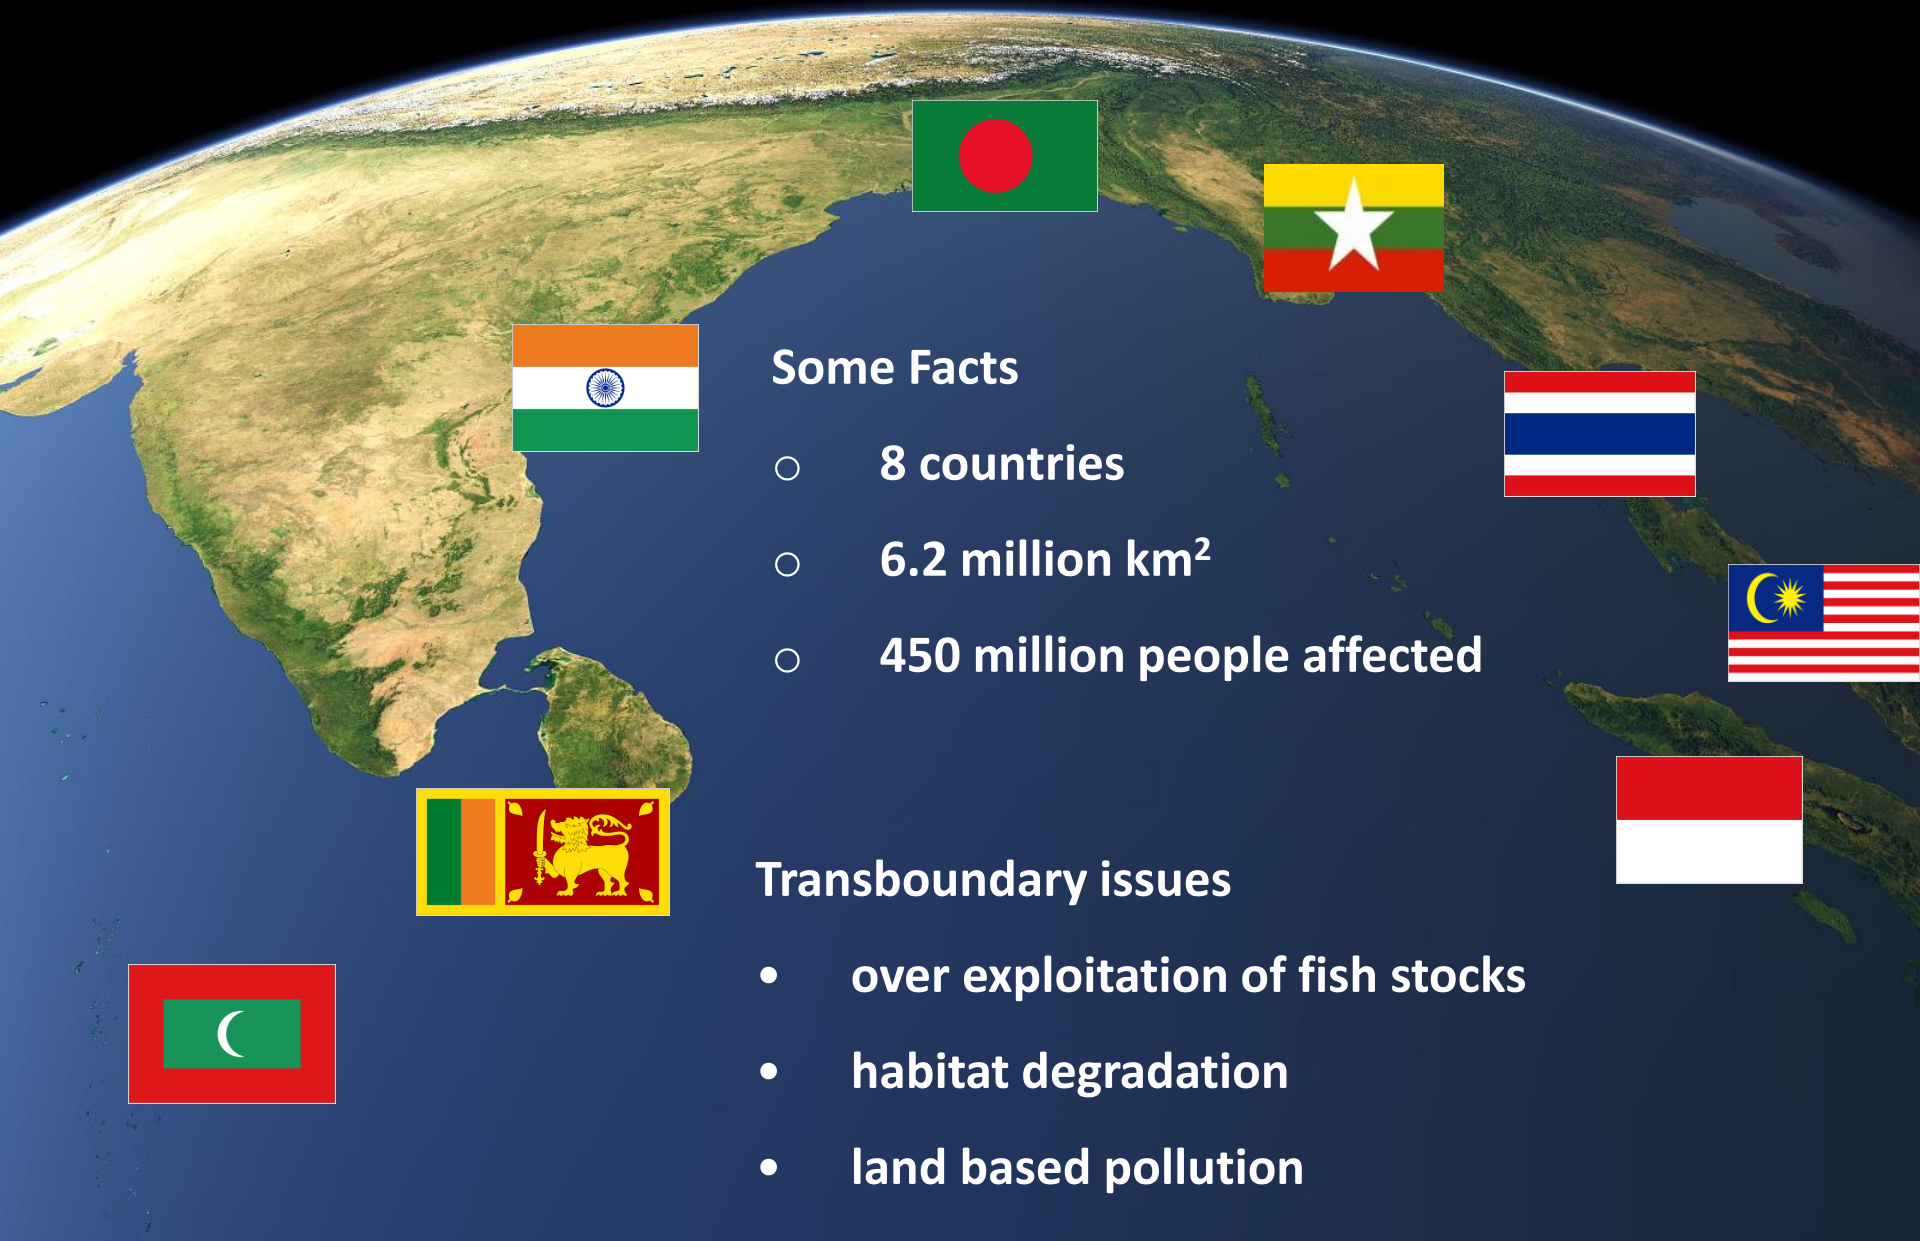 Some Facts
○ 8 countries
○ 6.2 million km²
○ 450 million people affected
Transboundary issues
• over exploitation of fish stocks
• habitat degradation
• land based pollution